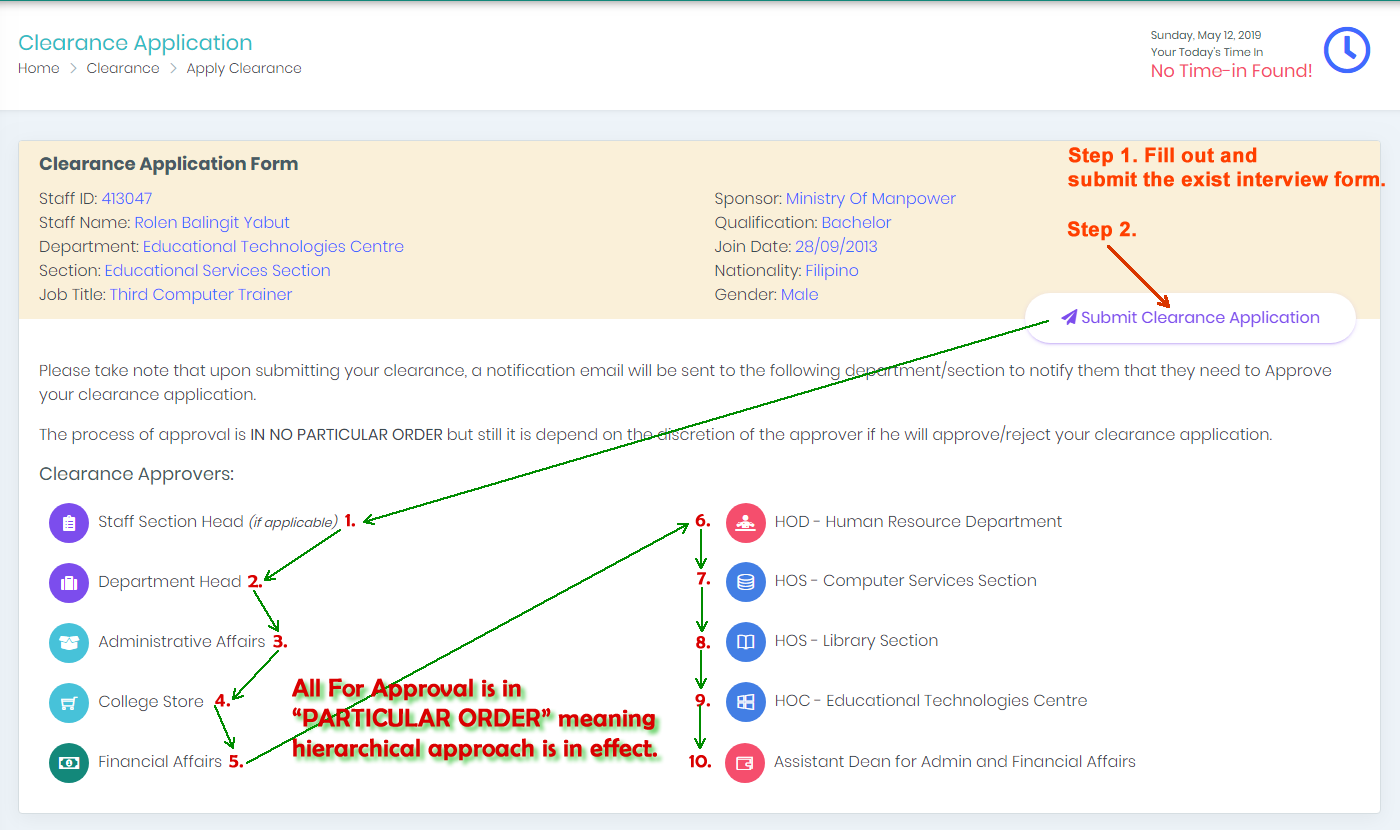 Clearance Application
Home > Clearance > Apply Clearance
Sunday, May 12, 2019
Your Today's Time In
No Time-in Found!
Clearance Application Form
Staff ID: 413047
Staff Name: Rolen Balingit Yabut
Department: Educational Technologies Centre
Section: Educational Services Section
Job Title: Third Computer Trainer
Sponsor: Ministry Of Manpower
Qualification: Bachelor
Join Date: 28/09/2013
Nationality: Filipino
Gender: Male
Step 1. Fill out and
submit the exist interview form.
Step 2.
Submit Clearance Application
Please take note that upon submitting your clearance, a notification email will be sent to the following department/section to notify them that they need to Approve
your clearance application.
The process of approval is IN NO PARTICULAR ORDER but still it is depend on the discretion of the approver if he will approve/reject your clearance application.
Clearance Approvers:
Staff Section Head (if applicable) 1.
Department Head 2.
Administrative Affairs 3.
College Store 4.
Financial Affairs 5.
6. HOD - Human Resource Department
7. HOS - Computer Services Section
8. HOS - Library Section
9. HOC - Educational Technologies Centre
10. Assistant Dean for Admin and Financial Affairs
All For Approval is in
“PARTICULAR ORDER” meaning
hierarchical approach is in effect.